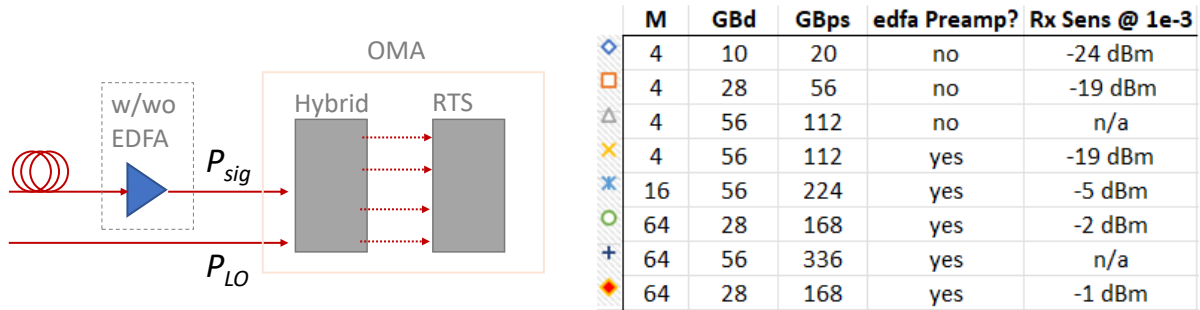 OMA
w/wo
EDFA
Hybrid
RTS
Psig
PLO
M GBd GBps edfa Preamp? Rx Sens @ 1e-3
4 10 20 no -24 dBm
4 28 56 no -19 dBm
4 56 112 no n/a
4 56 112 yes -19 dBm
16 56 224 yes -5 dBm
64 28 168 yes -2 dBm
64 56 336 yes n/a
64 28 168 yes -1 dBm